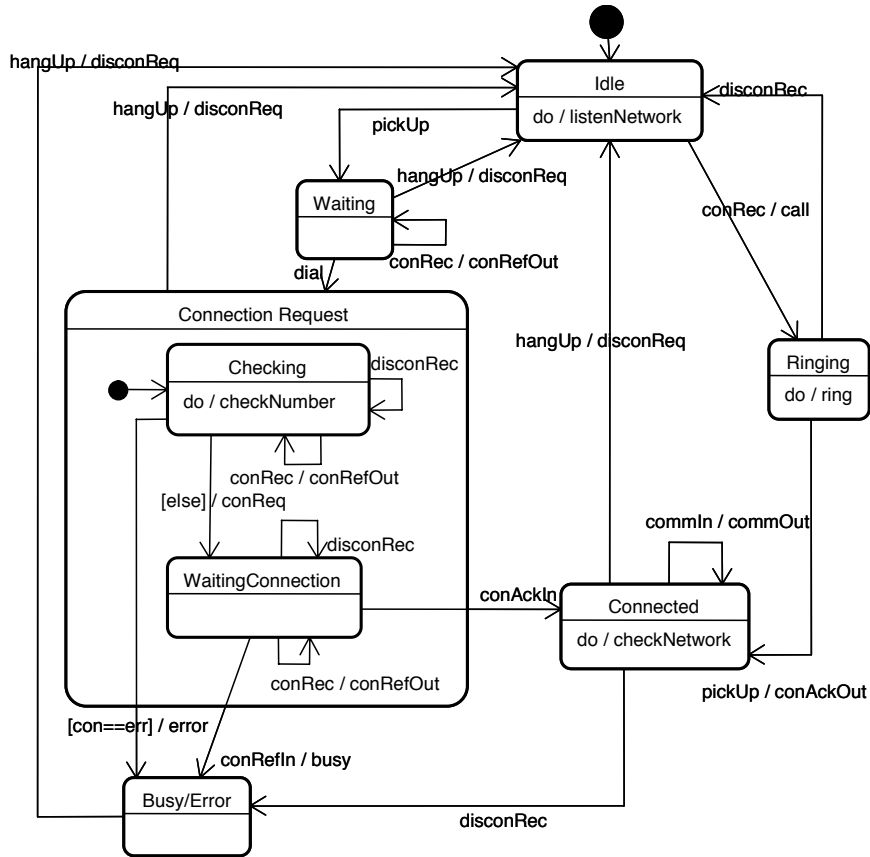 hangUp / disconReq
Idle
disconRec
hangUp / disconReq
do / listenNetwork
pickUp
hangUp / disconReq
Waiting
conRec / call
conRec / conRefOut
dial
Connection Request
hangUp / disconReq
Checking
disconRec
Ringing
do / checkNumber
do / ring
conRec / conRefOut
[else] / conReq
commIn / commOut
disconRec
WaitingConnection
conAckIn
Connected
do / checkNetwork
conRec / conRefOut
pickUp / conAckOut
[con==err] / error
conRefIn / busy
Busy/Error
disconRec